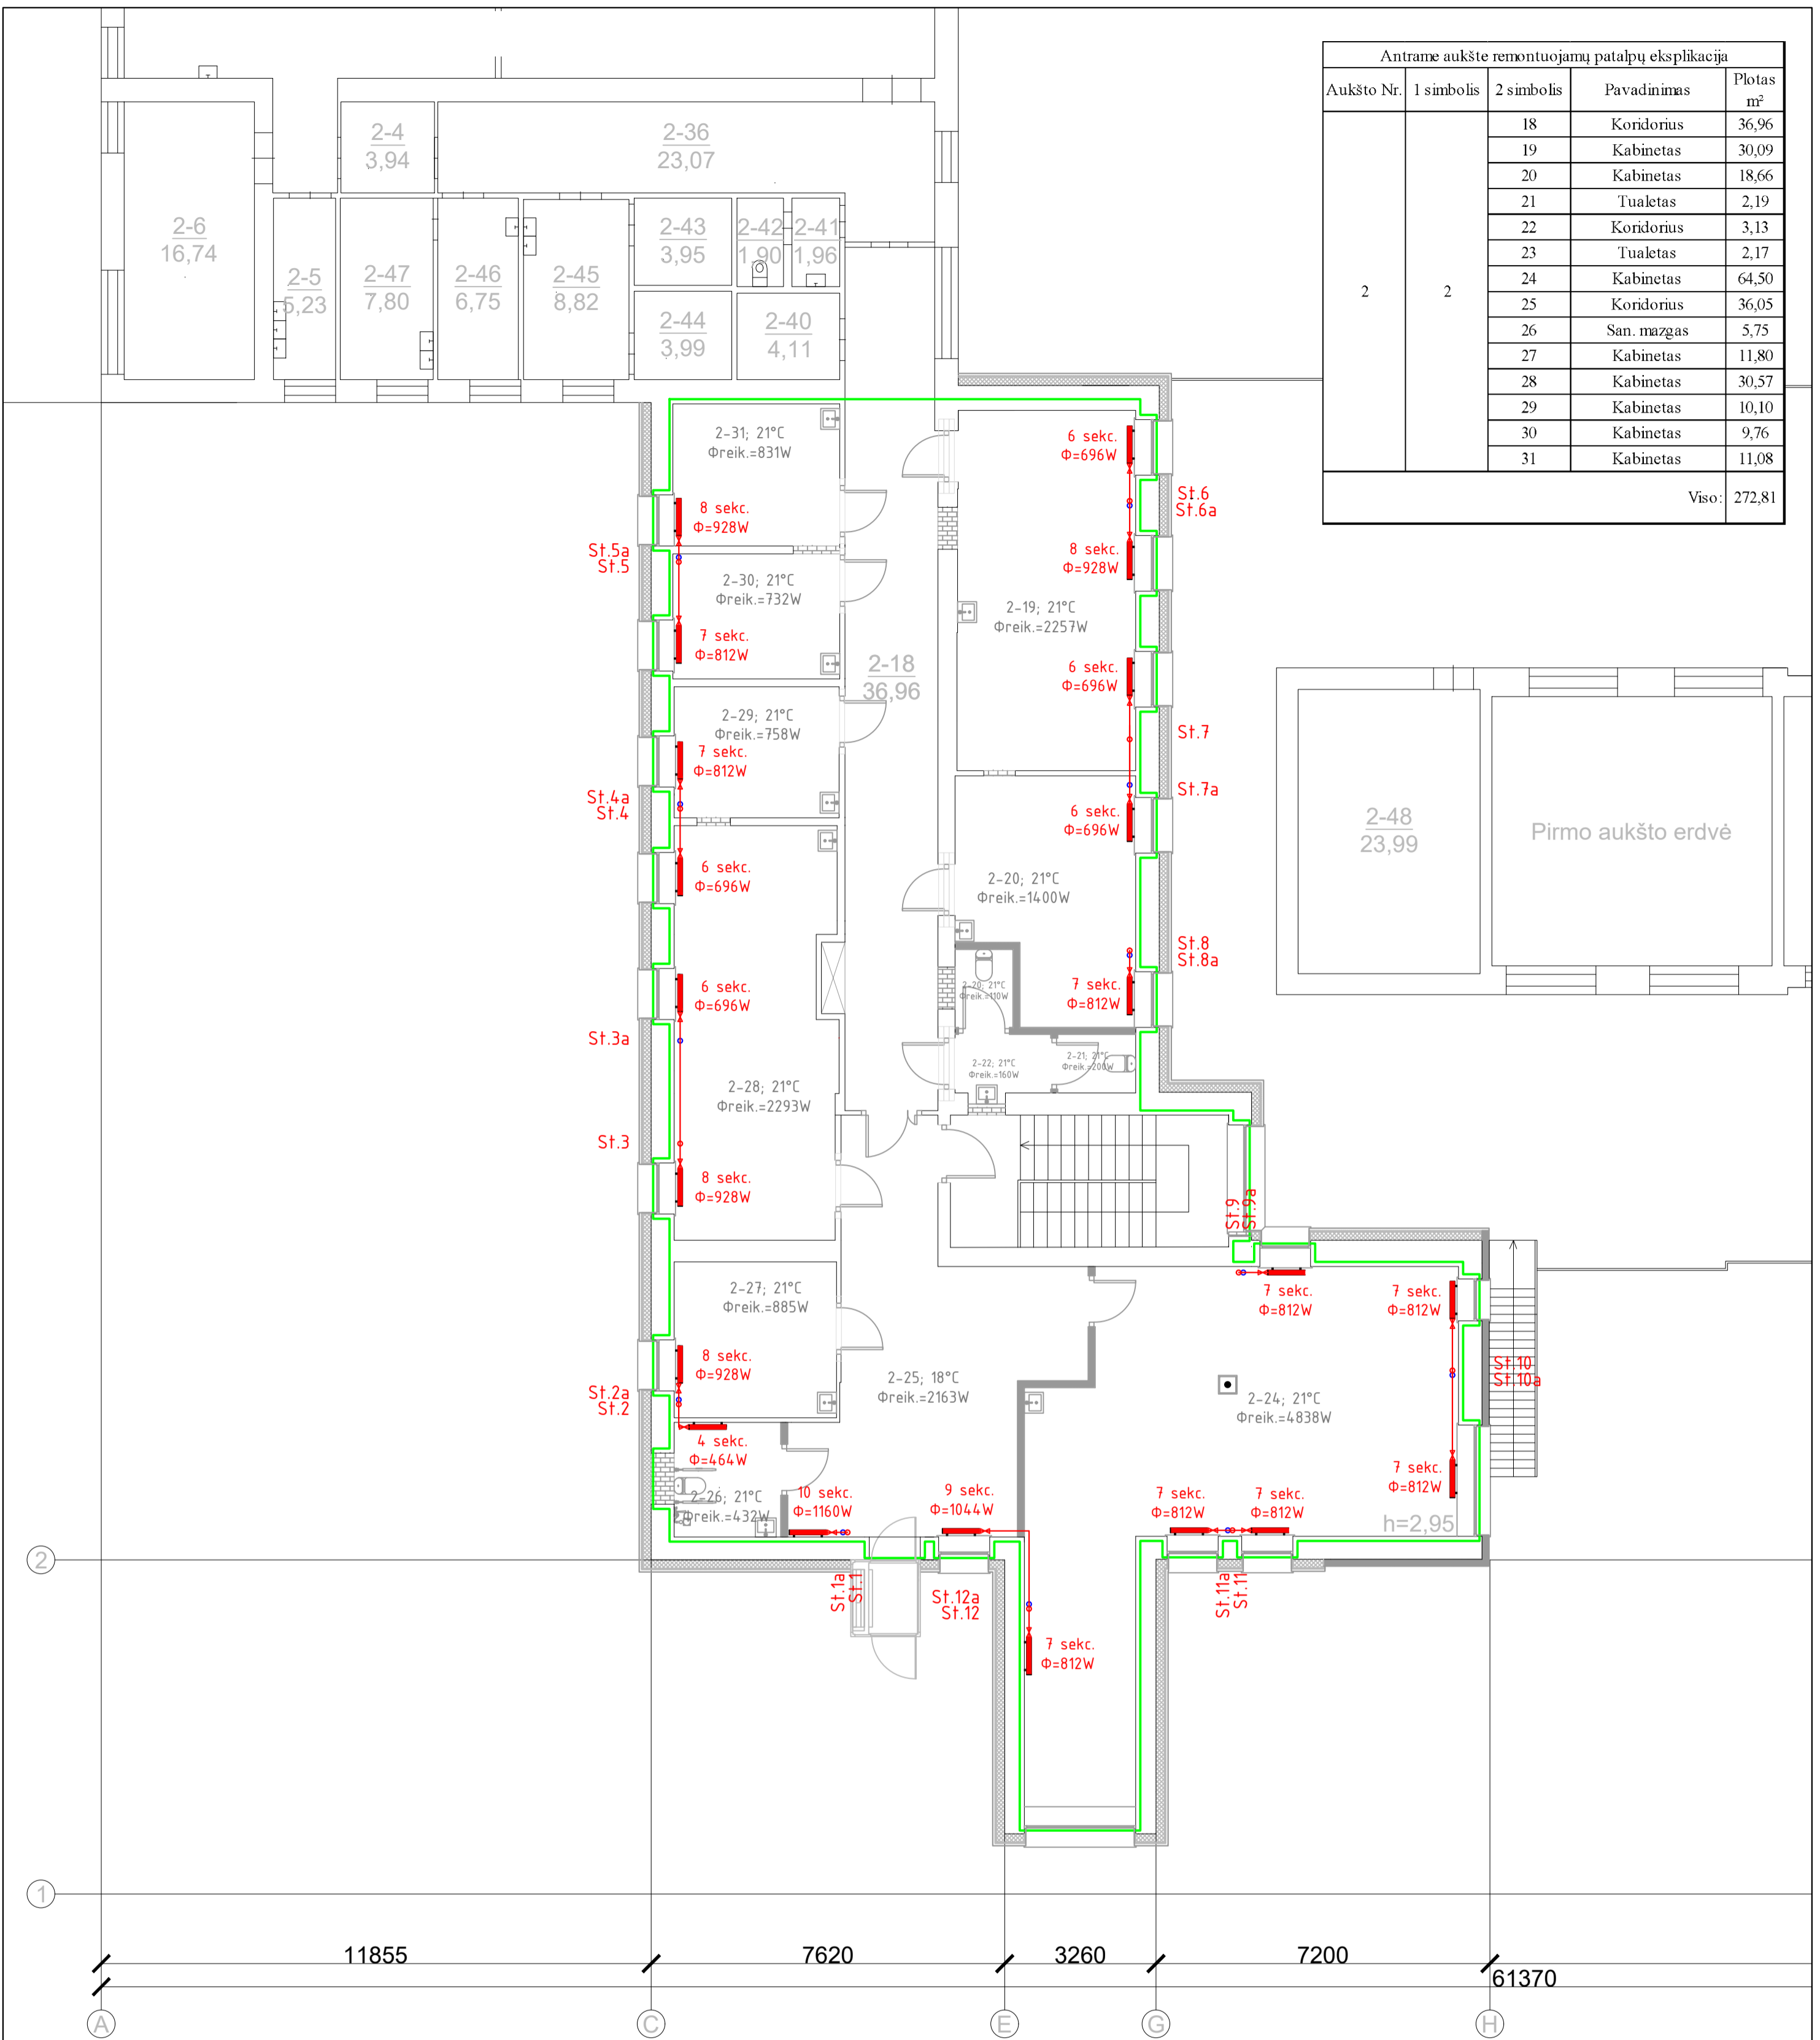 Antrame aukšte remontuojamų patalpų eksplikacija
Aukšto Nr. 1 simbolis 2 simbolis Pavadinimas Plotas m²
2 2
18 Koridorius 36,96
19 Kabinetas 30,09
20 Kabinetas 18,66
21 Tualetas 2,19
22 Koridorius 3,13
23 Tualetas 2,17
24 Kabinetas 64,50
25 Koridorius 36,05
26 San. mazgas 5,75
27 Kabinetas 11,80
28 Kabinetas 30,57
29 Kabinetas 10,10
30 Kabinetas 9,76
31 Kabinetas 11,08
Viso: 272,81
2-4
3,94
2-36
23,07
2-6
16,74
2-5
5,23
2-47
7,80
2-46
6,75
2-45
8,82
2-43
3,95
2-42
1,90
2-41
1,96
2-44
3,99
2-40
4,11
2-31; 21°C
Φreik.=831W
8 sekc.
Φ=928W
St.5a
St.5
2-30; 21°C
Φreik.=732W
7 sekc.
Φ=812W
6 sekc.
Φ=696W
St.6
St.6a
8 sekc.
Φ=928W
2-19; 21°C
Φreik.=2257W
6 sekc.
Φ=696W
2-18
36,96
2-29; 21°C
Φreik.=758W
7 sekc.
Φ=812W
St.4a
St.4
St.7
St.7a
6 sekc.
Φ=696W
6 sekc.
Φ=696W
2-20; 21°C
Φreik.=1400W
2-48
23,99
Pirmo aukšto erdvė
St.8
St.8a
7 sekc.
Φ=812W
6 sekc.
Φ=696W
St.3a
2-20; 21°C
Φreik.=110W
2-22; 21°C
Φreik.=160W
2-21; 21°C
Φreik.=200W
2-28; 21°C
Φreik.=2293W
St.3
8 sekc.
Φ=928W
St.9
St.9a
2-27; 21°C
Φreik.=885W
8 sekc.
Φ=928W
St.2a
St.2
7 sekc.
Φ=812W
7 sekc.
Φ=812W
St.10
St.10a
2-25; 18°C
Φreik.=2163W
2-24; 21°C
Φreik.=4838W
4 sekc.
Φ=464W
2-26; 21°C
Φreik.=432W
10 sekc.
Φ=1160W
9 sekc.
Φ=1044W
7 sekc.
Φ=812W
7 sekc.
Φ=812W
7 sekc.
Φ=812W
h=2,95
St.1a
St.1
St.12a
St.12
St.11a
St.11
7 sekc.
Φ=812W
2
1
11855
7620
3260
7200
61370
A
C
E
G
H